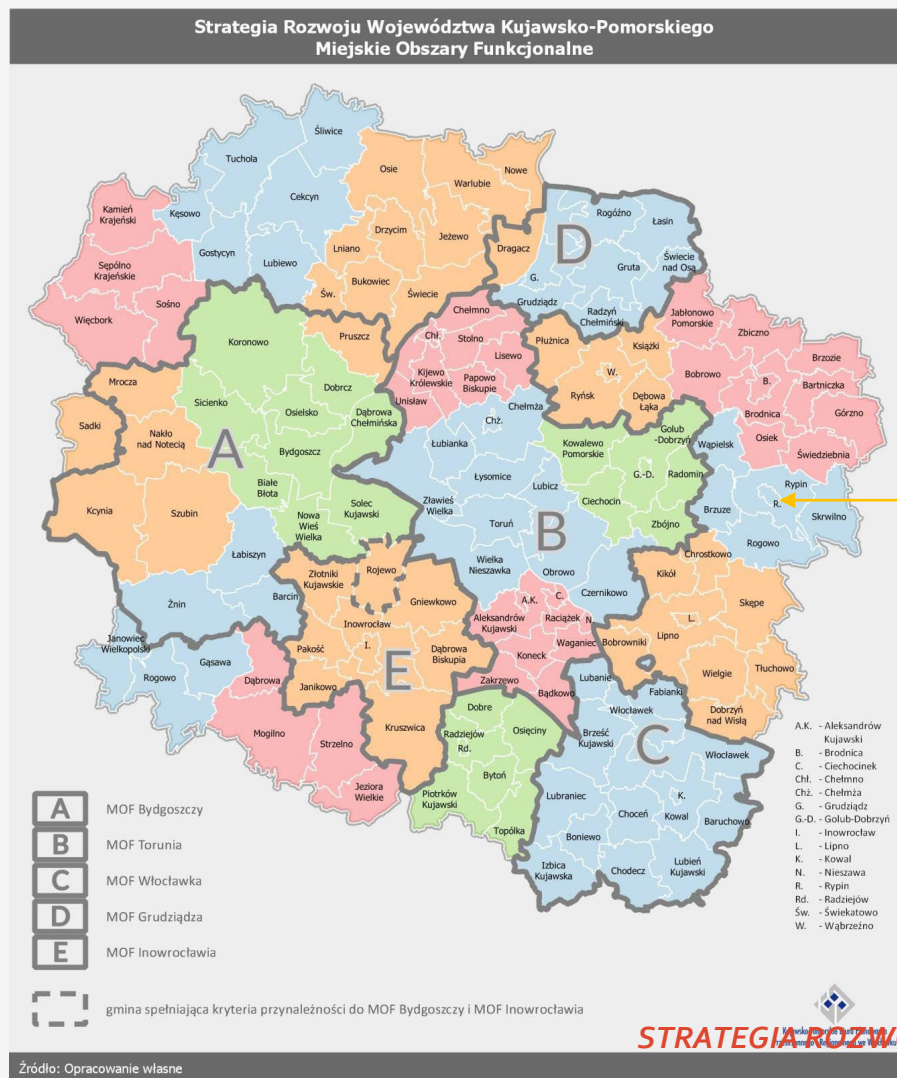 Strategia Rozwoju Województwa Kujawsko-Pomorskiego
Miejskie Obszary Funkcjonalne
Śliwice
Tuchola
Osie
Nowe
Warlubie
Cekcyn
Kamień
Krajeński
Kęsowo
Rogóźno
Łasin
Drzycim
Jeżewo
Dragacz
D
Gostycyn
Lniano
Świecie
nad Osą
Sępólno
Krajeńskie
Lubiewo
Bukowiec
Gruta
G.
Św.
Świecie
Grudziądz
Sośno
Radzyń
Chełmiński
Więcbork
Chełmno
Jabłonowo
Pomorskie
Zbiczno
Koronowo
Pruszcz
Chł.
Stolno
Płużnica
Książki
Lisewo
Brzozie
Kijewo
Królewskie
Papowo
Biskupie
W.
Bobrowo
B.
Bartniczka
Mrocza
Dobrcz
Ryńsk
Dębowa
Łąka
Sicienko
Unisław
Chełmża
Brodnica
Górzno
Osielsko
Dąbrowa
Chełmińska
Chż.
Golub
-Dobrzyń
Osiek
Sadki
Nakło
nad Notecią
A
Łubianka
Kowalewo
Pomorskie
Wąpielsk
Świedziebnia
Bydgoszcz
Łysomice
G.-D.
Radomin
Rypin
Białe
Błota
Lubicz
Ciechocin
R.
Kcynia
Szubin
Nowa
Wieś
Wielka
Solec
Kujawski
Zławieś
Wielka
Toruń
B
Zbójno
Brzuze
Skrwilno
Łabiszyn
Wielka
Nieszawka
Obrowo
Rogowo
Chrostkowo
Złotniki
Kujawskie
Rojewo
Kikół
Żnin
Barcin
Gniewkowo
A.K.
C.
Czernikowo
Skępe
Inowrocław
Aleksandrów
Kujawski
Raciążek
N.
L.
Janowiec
Wielkopolski
Pakość
I.
Dąbrowa
Biskupia
Waganiec
Bobrowniki
Lipno
Rogowo
Gąsawa
Koneck
Dąbrowa
Janikowo
E
Zakrzewo
Lubanie
Wielgie
Tłuchowo
Bądkowo
Fabianki
Kruszwica
Dobre
Włocławek
Dobrzyń
nad Wisłą
Mogilno
Strzelno
Radziejów
Rd.
Osięciny
Brześć
Kujawski
C
Włocławek
Jeziora
Wielkie
Bytoń
Lubraniec
K.
Piotrków
Kujawski
Choceń
Kowal
Baruchowo
Topólka
Boniewo
Izbica
Kujawska
Chodecz
Lubień
Kujawski
A.K. - Aleksandrów
Kujawski
B. - Brodnica
C. - Ciechocinek
Chł. - Chełmno
Chż. - Chełmża
G. - Grudziądz
G.-D. - Golub-Dobrzyń
I. - Inowrocław
L. - Lipno
K. - Kowal
N. - Nieszawa
R. - Rypin
Rd. - Radziejów
Św. - Świekatowo
W. - Wąbrzeźno
A MOF Bydgoszczy
B MOF Torunia
C MOF Włocławka
D MOF Grudziądza
E MOF Inowrocławia
gmina spełniająca kryteria przynależności do MOF Bydgoszczy i MOF Inowrocławia
STRATEGIA ROZW
Źródło: Opracowanie własne